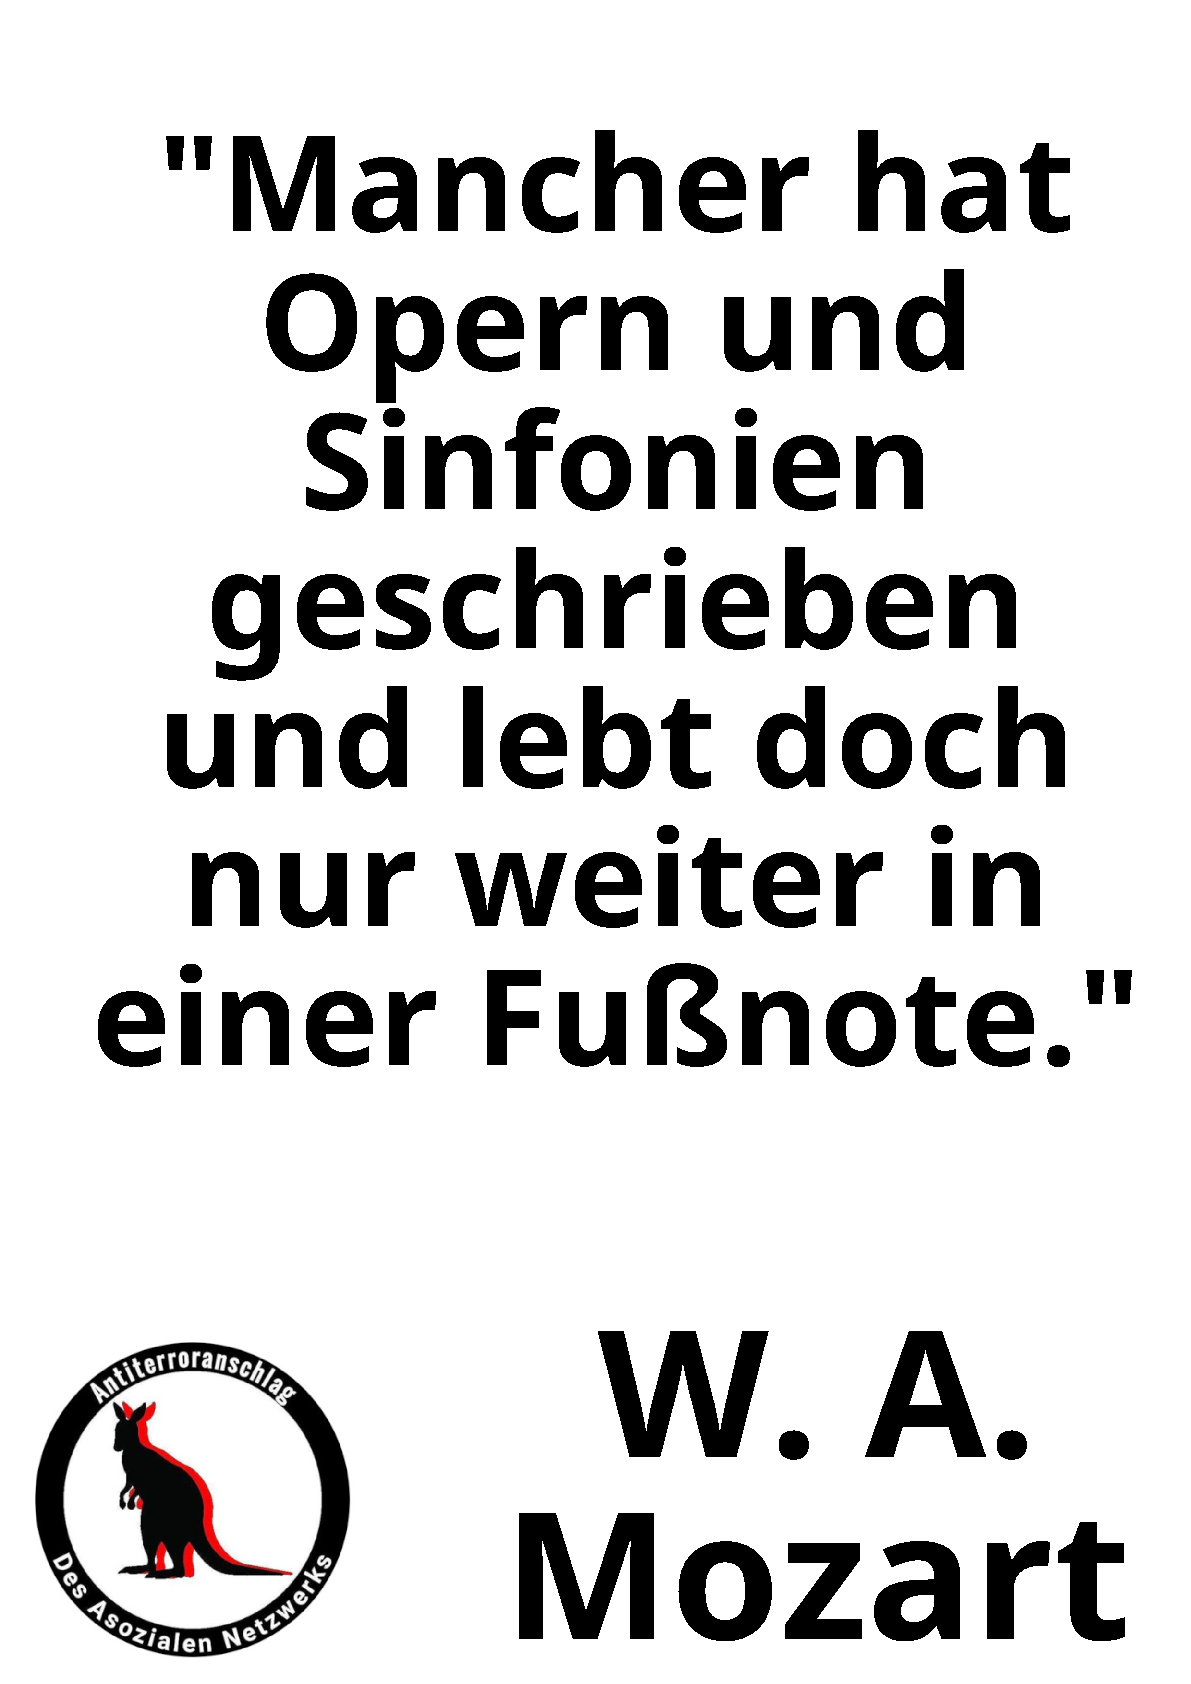 "Mancher hat
Opern und
Sinfonien
geschrieben
und lebt doch
nur weiter in
einer Fußnote."
W. A.
Mozart
Antiterroranschlag
Des Asozialen Netzwerks